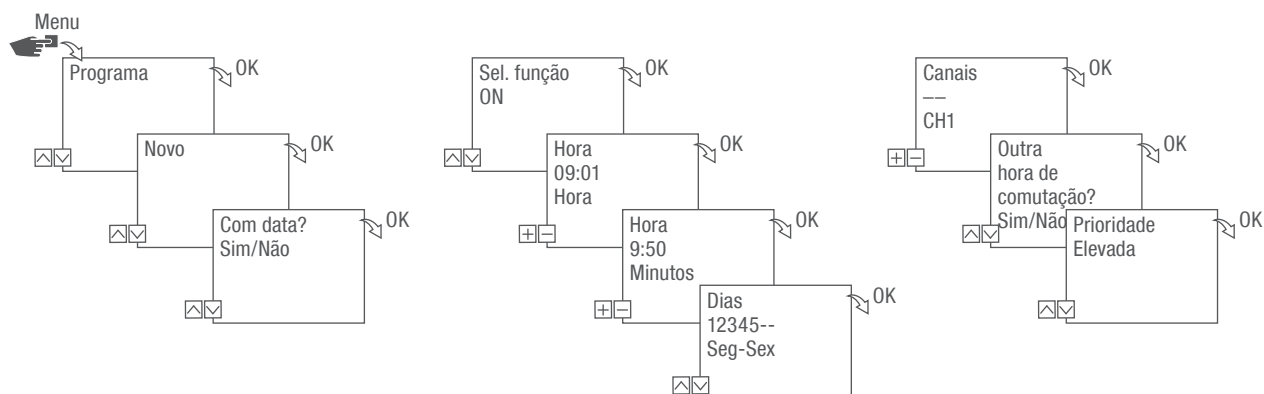 Menu
Programa
OK
Novo
OK
Com data?
Sim/Não
OK
Sel. função
ON
OK
Hora
09:01
Hora
OK
Hora
9:50
Minutos
OK
Dias
12345--
Seg-Sex
OK
Canais
––
CH1
OK
Outra
hora de
comutação?
Sim/Não
OK
Prioridade
Elevada
OK